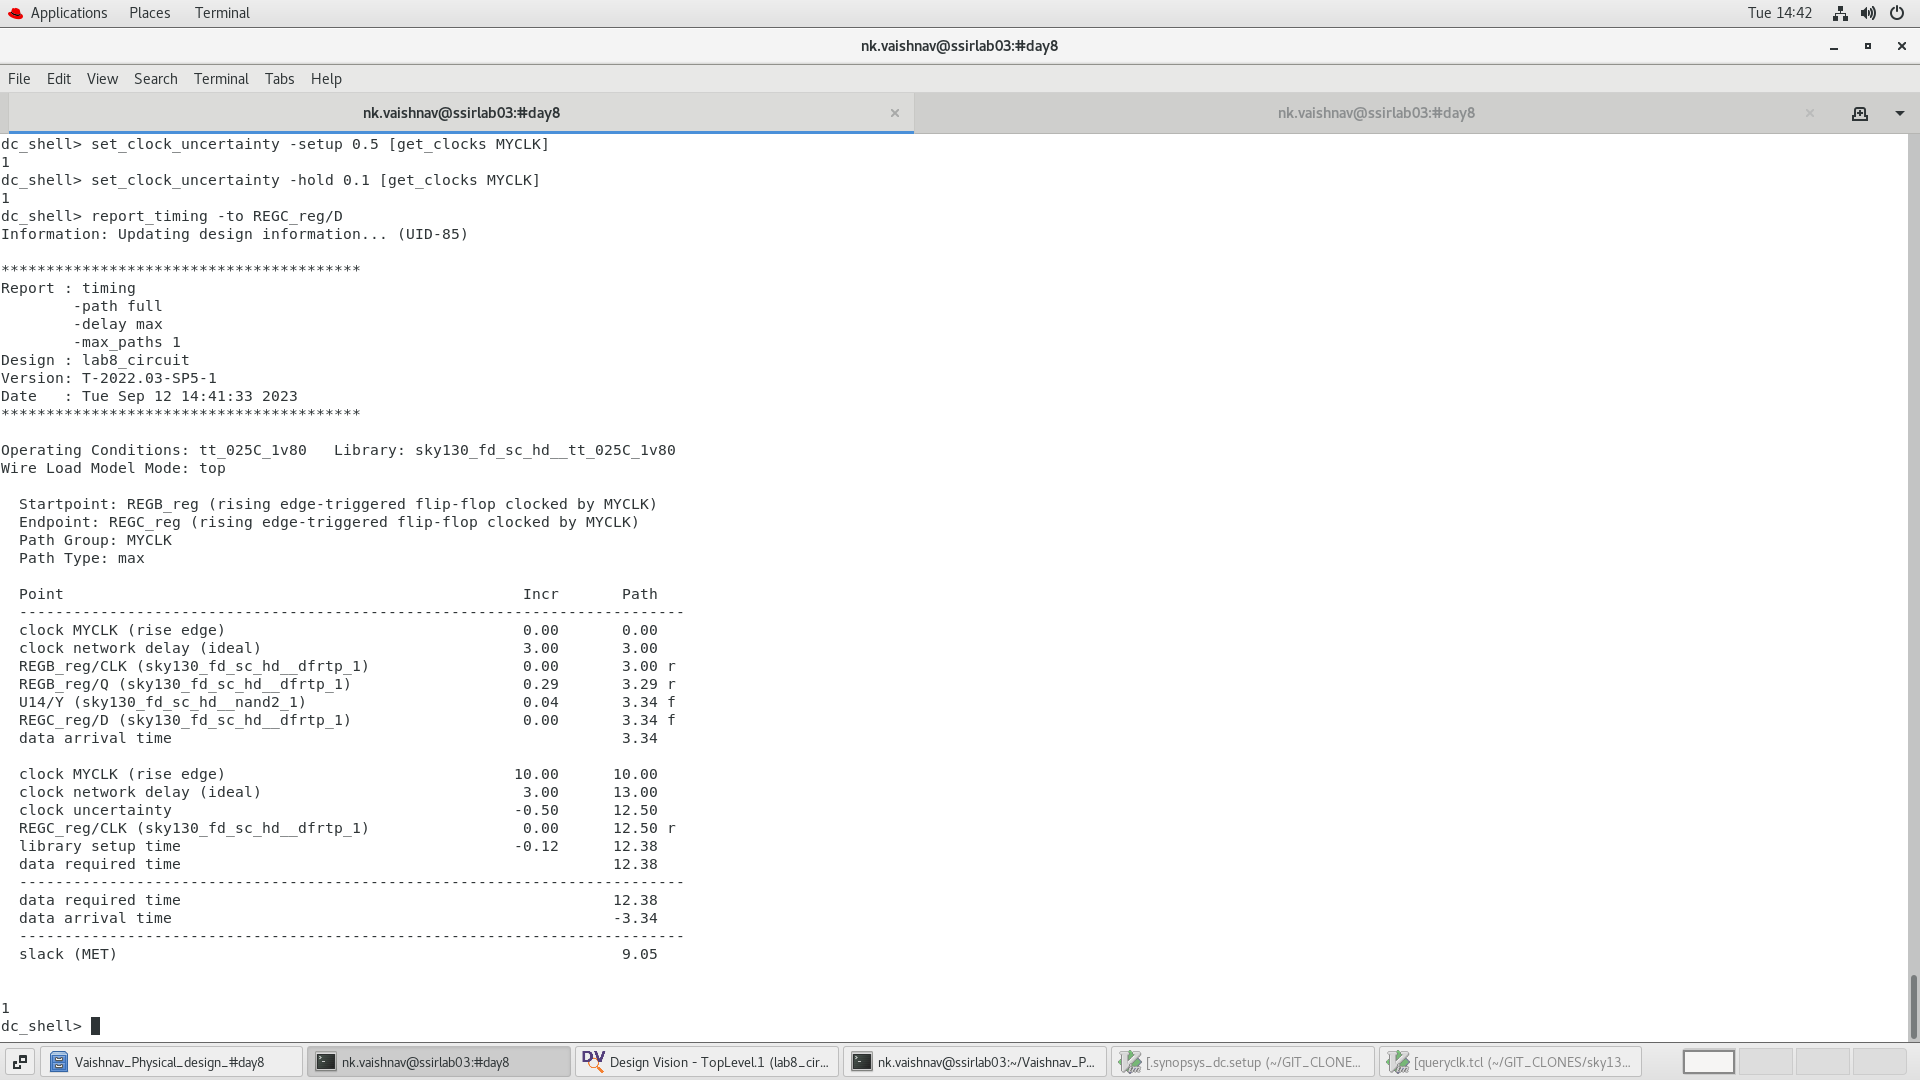 Applications Places Terminal Tue 14:42
nk.vaishnav@ssirlab03:#day8
File Edit View Search Terminal Tabs Help
nk.vaishnav@ssirlab03:#day8 × nk.vaishnav@ssirlab03:#day8 ×
dc_shell> set_clock_uncertainty -setup 0.5 [get_clocks MYCLK]
1
dc_shell> set_clock_uncertainty -hold 0.1 [get_clocks MYCLK]
1
dc_shell> report_timing -to REGC_reg/D
Information: Updating design information... (UID-85)
****************************************
Report : timing
        -path full
        -delay max
        -max_paths 1
Design : lab8_circuit
Version: T-2022.03-SP5-1
Date   : Tue Sep 12 14:41:33 2023
****************************************
Operating Conditions: tt_025C_1v80   Library: sky130_fd_sc_hd__tt_025C_1v80
Wire Load Model Mode: top
  Startpoint: REGB_reg (rising edge-triggered flip-flop clocked by MYCLK)
  Endpoint: REGC_reg (rising edge-triggered flip-flop clocked by MYCLK)
  Path Group: MYCLK
  Path Type: max
  Point                                                   Incr       Path
  --------------------------------------------------------------------------
  clock MYCLK (rise edge)                                 0.00       0.00
  clock network delay (ideal)                             3.00       3.00
  REGB_reg/CLK (sky130_fd_sc_hd__dfrtp_1)                 0.00       3.00 r
  REGB_reg/Q (sky130_fd_sc_hd__dfrtp_1)                   0.29       3.29 r
  U14/Y (sky130_fd_sc_hd__nand2_1)                        0.04       3.34 f
  REGC_reg/D (sky130_fd_sc_hd__dfrtp_1)                   0.00       3.34 f
  data arrival time                                                  3.34
  clock MYCLK (rise edge)                                10.00      10.00
  clock network delay (ideal)                             3.00      13.00
  clock uncertainty                                      -0.50      12.50
  REGC_reg/CLK (sky130_fd_sc_hd__dfrtp_1)                 0.00      12.50 r
  library setup time                                     -0.12      12.38
  data required time                                                12.38
  --------------------------------------------------------------------------
  data required time                                                12.38
  data arrival time                                                 -3.34
  --------------------------------------------------------------------------
  slack (MET)                                                        9.05
1
dc_shell>
Vaishnav_Physical_design_#day8 nk.vaishnav@ssirlab03:#day8 Design Vision - TopLevel.1 (lab8_cir... nk.vaishnav@ssirlab03:~/Vaishnav_P... [.synopsys_dc.setup (~/GIT_CLONE... [queryclk.tcl (~/GIT_CLONES/sky13...